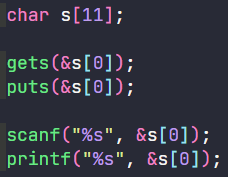 char s[11];
gets(&s[0]);
puts(&s[0]);
scanf("%s", &s[0]);
printf("%s", &s[0]);